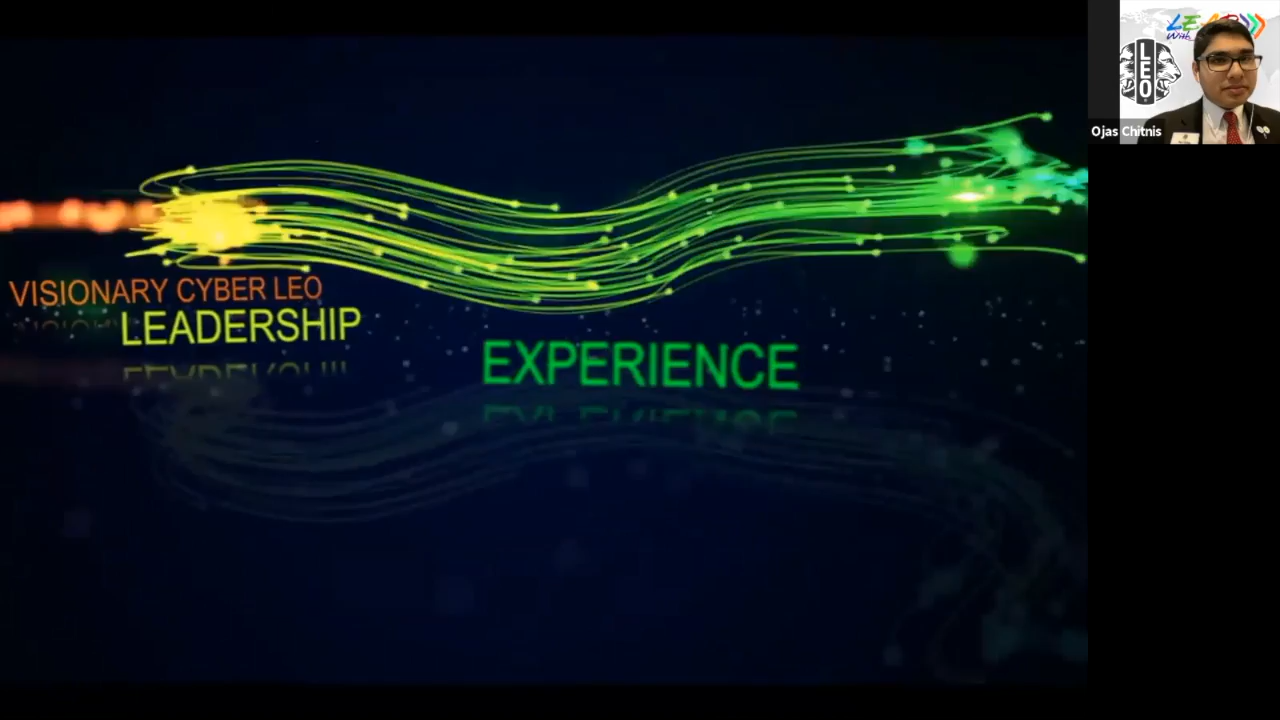 VISIONARY CYBER LEO
LEADERSHIP
EXPERIENCE
LEO
Ojas Chitnis